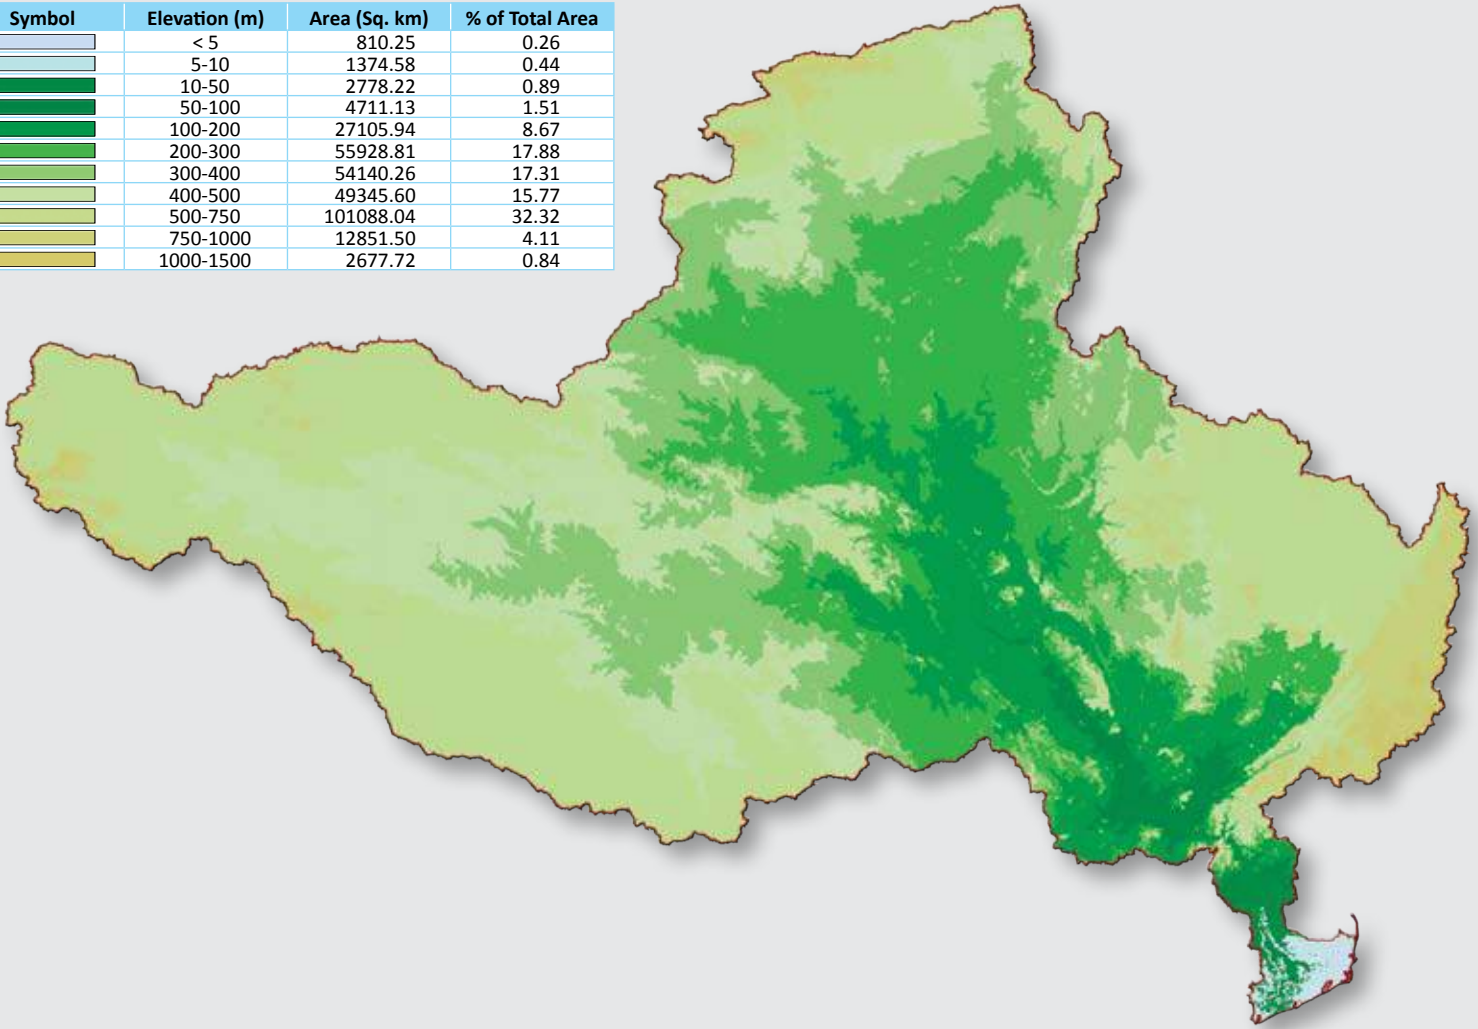 Symbol Elevation (m) Area (Sq. km) % of Total Area
< 5 810.25 0.26
5-10 1374.58 0.44
10-50 2778.22 0.89
50-100 4711.13 1.51
100-200 27105.94 8.67
200-300 55928.81 17.88
300-400 54140.26 17.31
400-500 49345.60 15.77
500-750 101088.04 32.32
750-1000 12851.50 4.11
1000-1500 2677.72 0.84